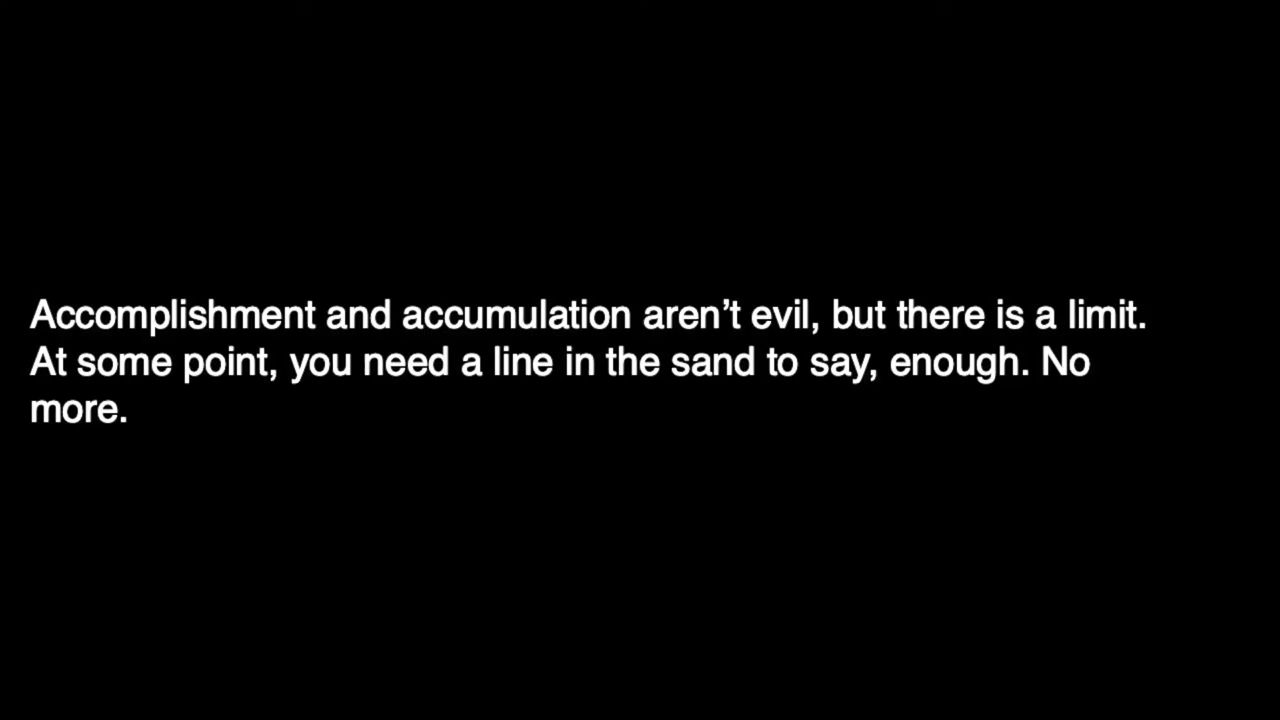 Accomplishment and accumulation aren’t evil, but there is a limit.
At some point, you need a line in the sand to say, enough. No
more.